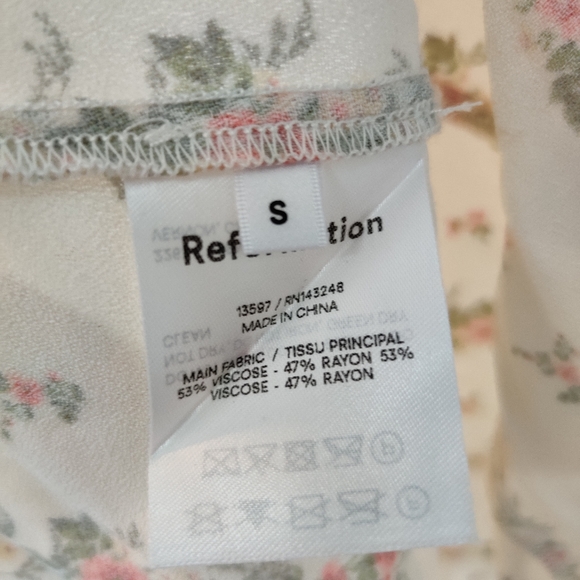 S
Ref tion
13597 / RN143248
MADE IN CHINA
MAIN FABRIC / TISSU PRINCIPAL
53% VISCOSE - 47% RAYON 53%
VISCOSE - 47% RAYON